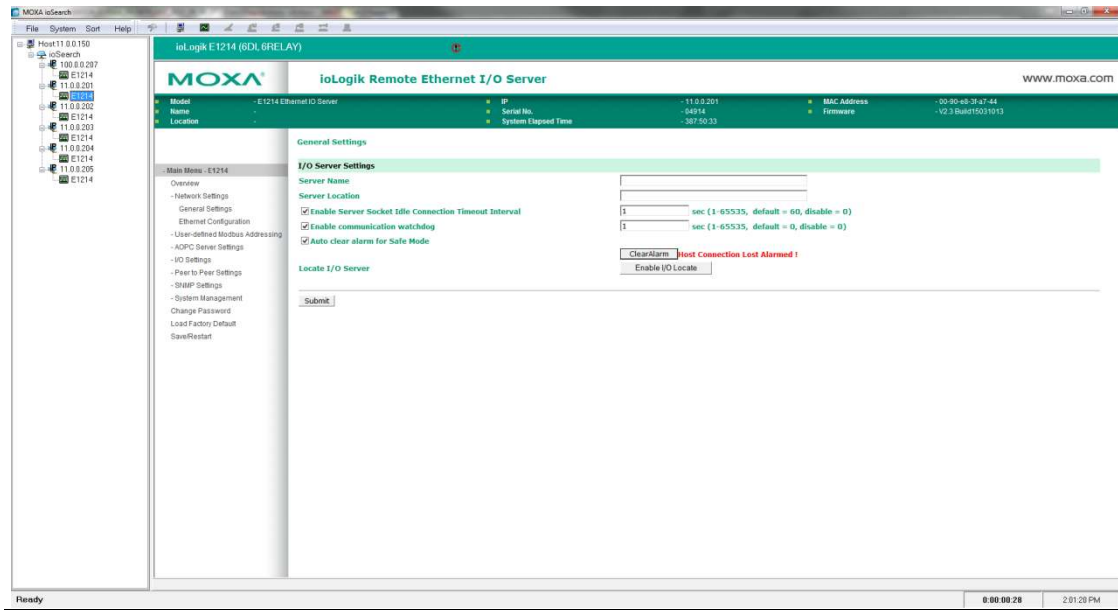 MOXA ioSearch
File System Sort Help
Host:11.0.0.150
ioSearch
100.0.0.207
E1214
11.0.0.201
E1214
11.0.0.202
E1214
11.0.0.203
E1214
11.0.0.204
E1214
11.0.0.205
E1214
ioLogik E1214 (6DI, 6RELAY)
MOXA
ioLogik Remote Ethernet I/O Server
www.moxa.com
Model - E1214 Ethernet IO Server IP - 11.0.0.201 MAC Address - 00-90-e8-3f-a7-44
Name - Serial No. - 04914 Firmware - V2.3 Build15031013
Location - System Elapsed Time - 387:50:33
- Main Menu - E1214
Overview
- Network Settings
General Settings
Ethernet Configuration
- User-defined Modbus Addressing
- AOPC Server Settings
- I/O Settings
- Peer to Peer Settings
- SNMP Settings
- System Management
Change Password
Load Factory Default
Save/Restart
General Settings
I/O Server Settings
Server Name
Server Location
Enable Server Socket Idle Connection Timeout Interval 1 sec (1-65535, default = 60, disable = 0)
Enable communication watchdog 1 sec (1-65535, default = 0, disable = 0)
Auto clear alarm for Safe Mode
ClearAlarm Host Connection Lost Alarmed !
Locate I/O Server Enable I/O Locate
Submit
Ready 0:00:00:28 2:01:28 PM